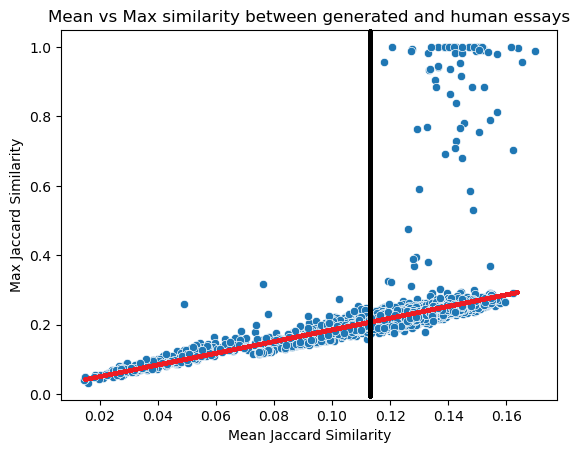 Mean vs Max similarity between generated and human essays
Max Jaccard Similarity
1.0
0.8
0.6
0.4
0.2
0.0
0.02 0.04 0.06 0.08 0.10 0.12 0.14 0.16
Mean Jaccard Similarity